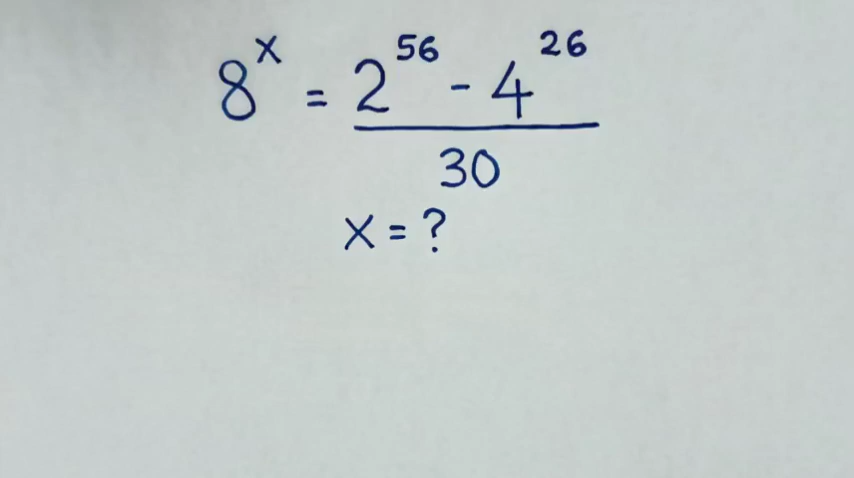 8^x = 2^56 - 4^26
30
x = ?